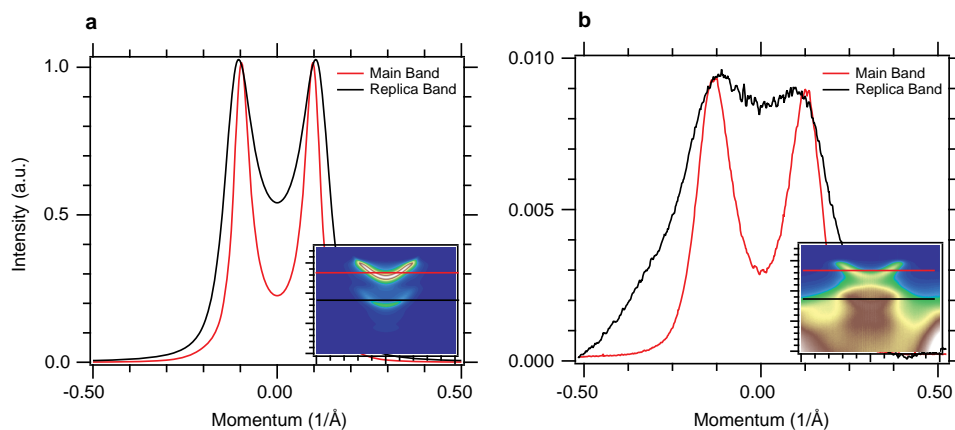 a
1.0
0.5
0.0
Intensity (a.u.)
Main Band
Replica Band
-0.50
0.00
0.50
Momentum (1/Å)
b
0.010
0.005
0.000
Main Band
Replica Band
-0.50
0.00
0.50
Momentum (1/Å)